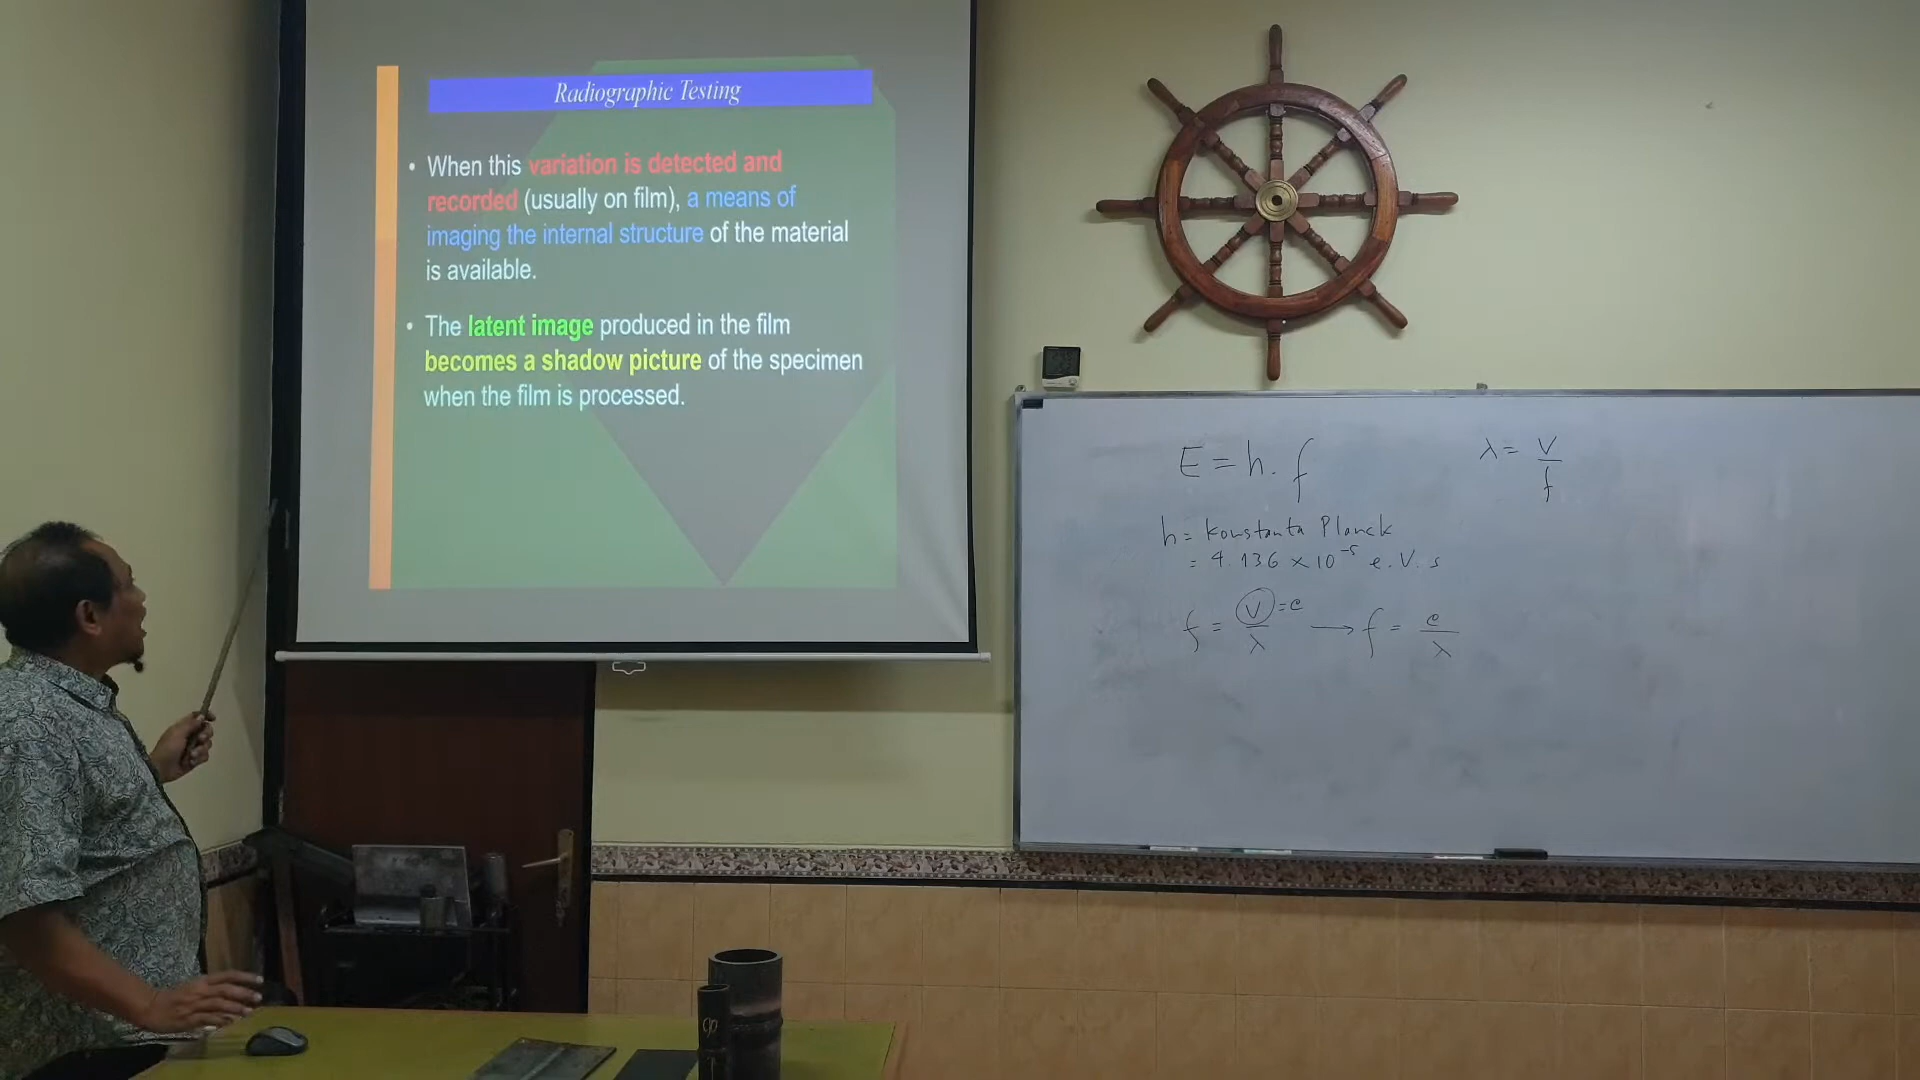 Radiographic Testing
• When this variation is detected and
recorded (usually on film), a means of
imaging the internal structure of the material
is available.
• The latent image produced in the film
becomes a shadow picture of the specimen
when the film is processed.
E = h . f
λ = V / f
h = Konstanta Planck
= 4.136 × 10⁻⁵ e.V.s
f = V / λ = c → f = c / λ